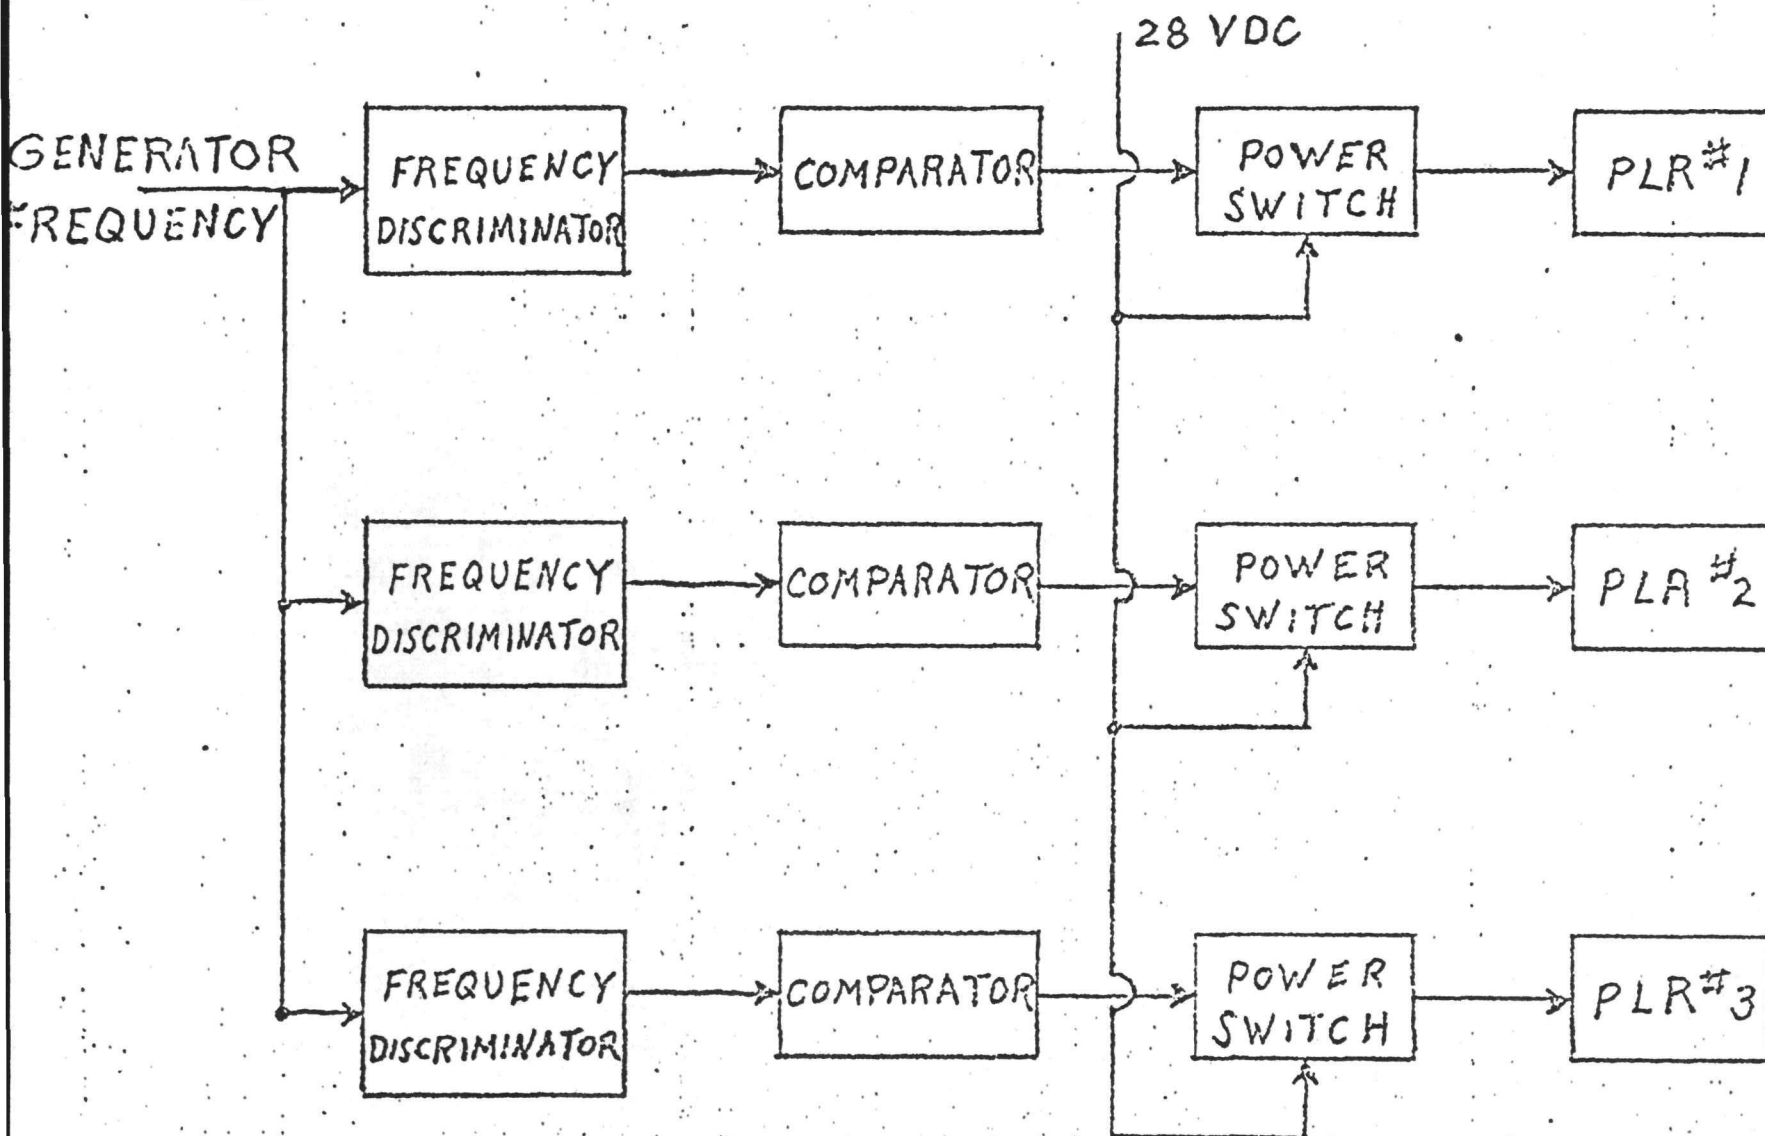 28 VDC
GENERATOR
FREQUENCY
FREQUENCY
DISCRIMINATOR
COMPARATOR
POWER
SWITCH
PLR #1
FREQUENCY
DISCRIMINATOR
COMPARATOR
POWER
SWITCH
PLA #2
FREQUENCY
DISCRIMINATOR
COMPARATOR
POWER
SWITCH
PLR #3